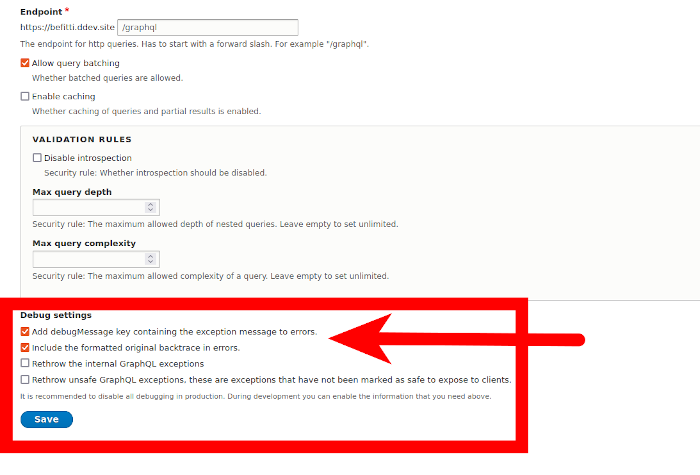 Endpoint *
https://befitti.ddev.site /graphql
The endpoint for http queries. Has to start with a forward slash. For example "/graphql".
Allow query batching
Whether batched queries are allowed.
Enable caching
Whether caching of queries and partial results is enabled.
VALIDATION RULES
Disable introspection
Security rule: Whether introspection should be disabled.
Max query depth
Security rule: The maximum allowed depth of nested queries. Leave empty to set unlimited.
Max query complexity
Security rule: The maximum allowed complexity of a query. Leave empty to set unlimited.
Debug settings
Add debugMessage key containing the exception message to errors.
Include the formatted original backtrace in errors.
Rethrow the internal GraphQL exceptions
Rethrow unsafe GraphQL exceptions, these are exceptions that have not been marked as safe to expose to clients.
It is recommended to disable all debugging in production. During development you can enable the information that you need above.
Save